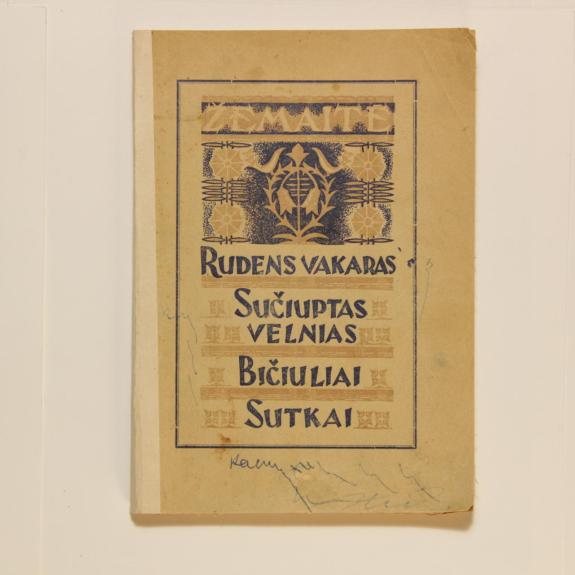 ŽEMAITĖ
RUDENS VAKARAS
SUČIUPTAS
VELNIAS
BIČIULIAI
SUTKAI